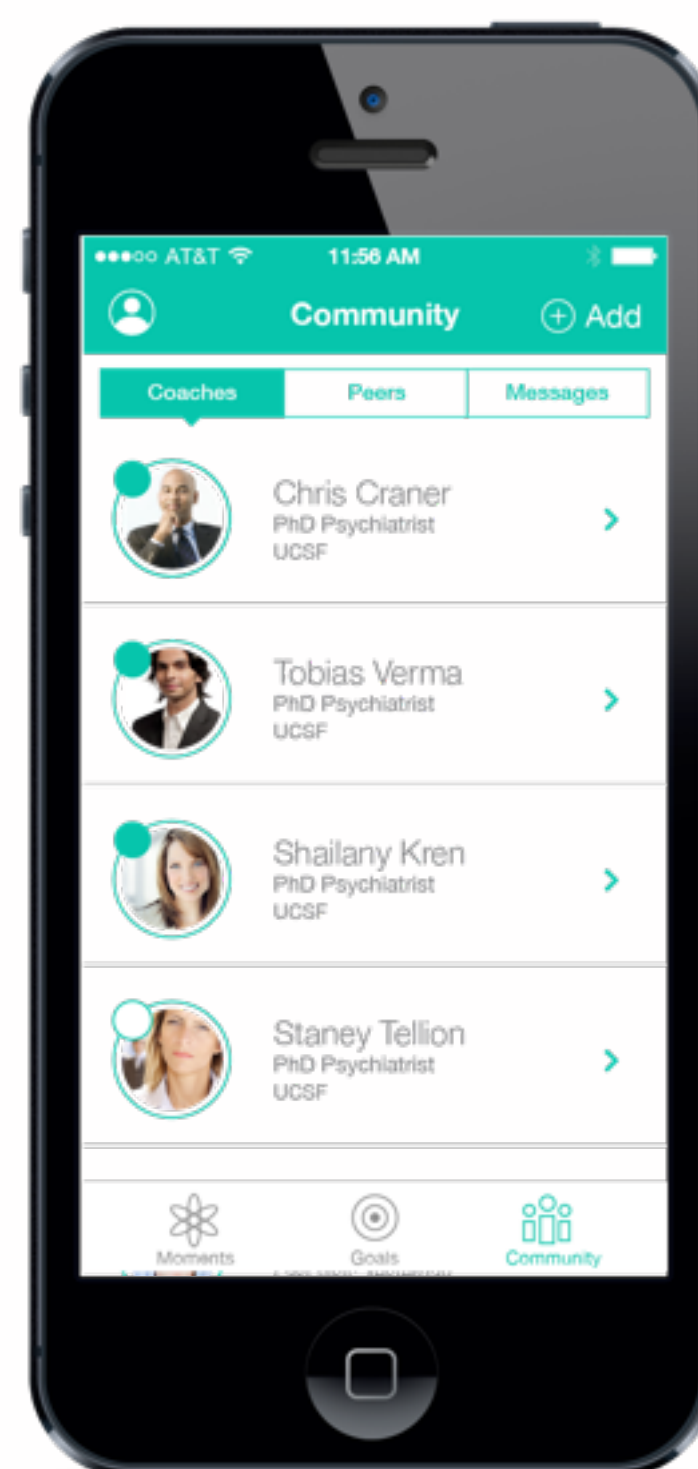 AT&T 11:56 AM
Community + Add
Coaches Peers Messages
Chris Craner
PhD Psychiatrist
UCSF
Tobias Verma
PhD Psychiatrist
UCSF
Shailany Kren
PhD Psychiatrist
UCSF
Staney Tellion
PhD Psychiatrist
UCSF
Moments Goals Community